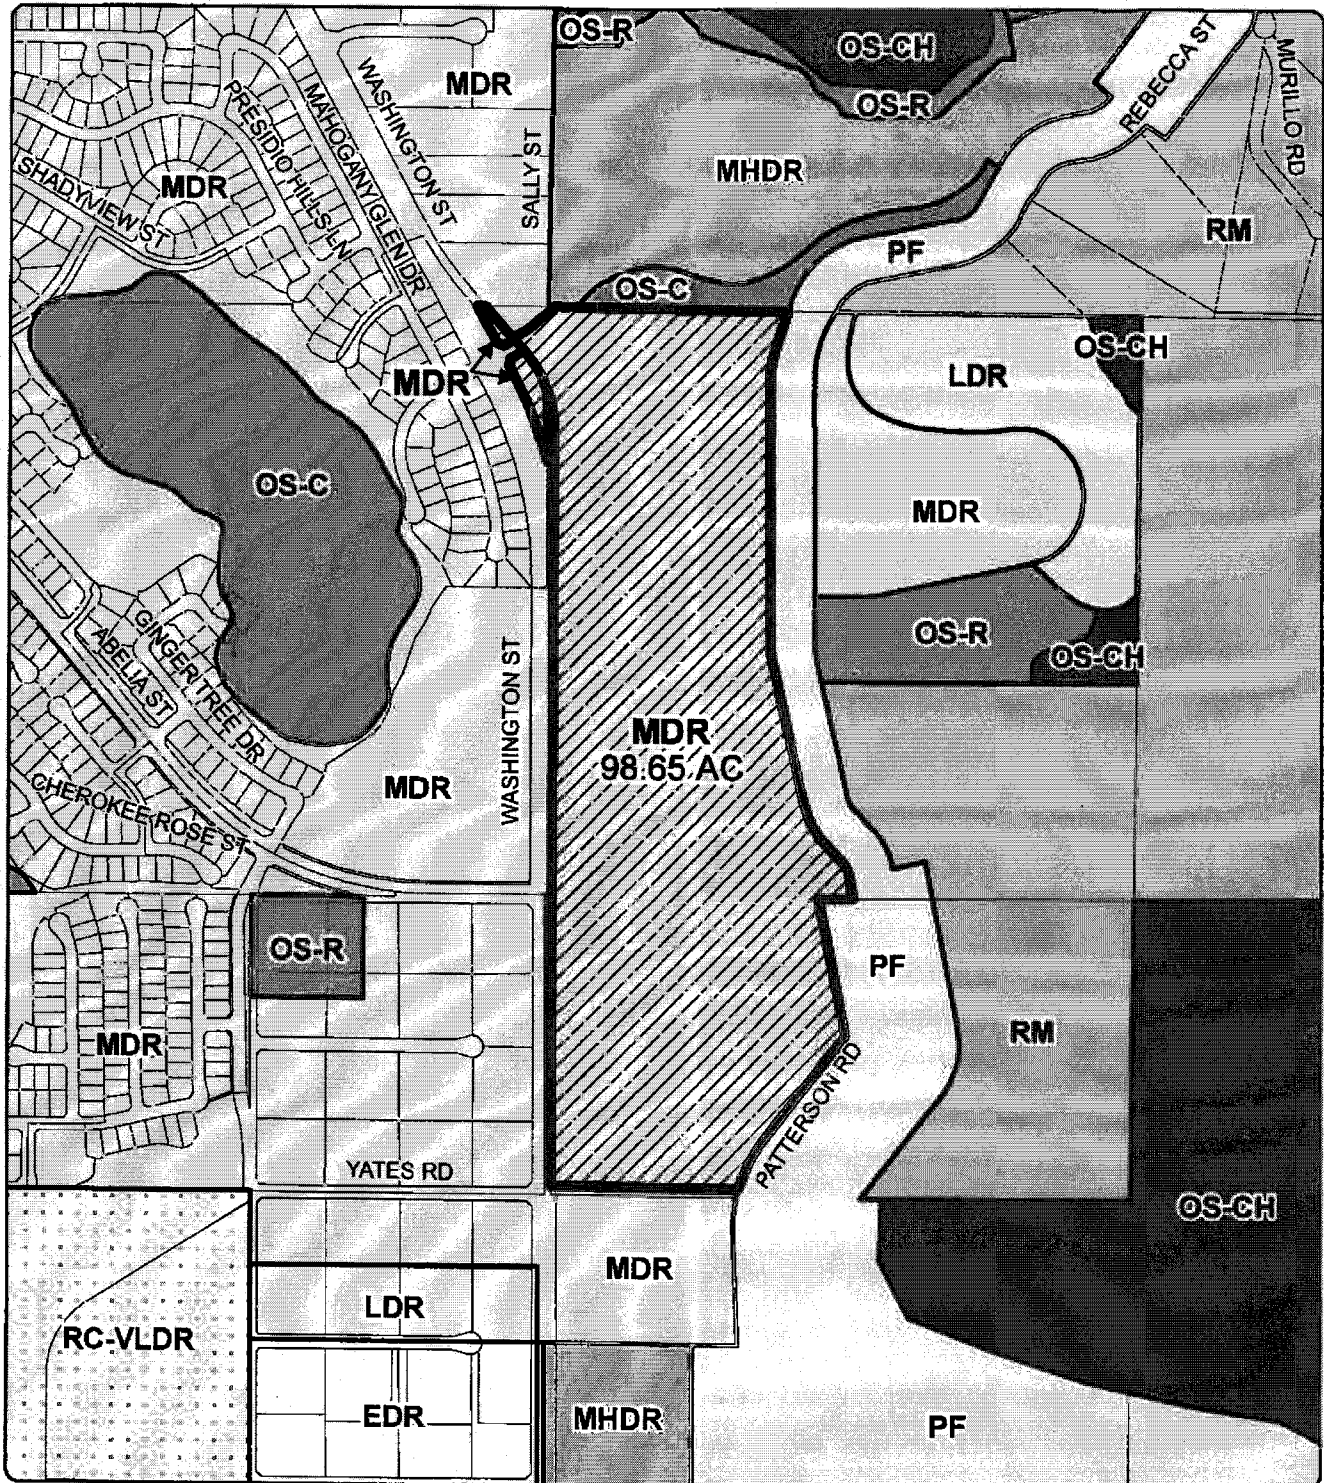 OS-R
OS-CH
REBECCA ST
MURILLO RD
MDR
WASHINGTON ST
OS-R
PRESIDIO HILLS LN
MAHOGANY GLEN DR
SALLY ST
MHDR
SHADYVIEW ST
MDR
RM
PF
OS-C
OS-CH
MDR
LDR
OS-C
MDR
OS-R
OS-CH
GINGER TREE DR
ABELIA ST
WASHINGTON ST
MDR
98.65 AC
MDR
CHEROKEE ROSE ST
OS-R
PF
RM
MDR
PATTERSON RD
YATES RD
OS-CH
MDR
LDR
RC-VLDR
EDR
MHDR
PF